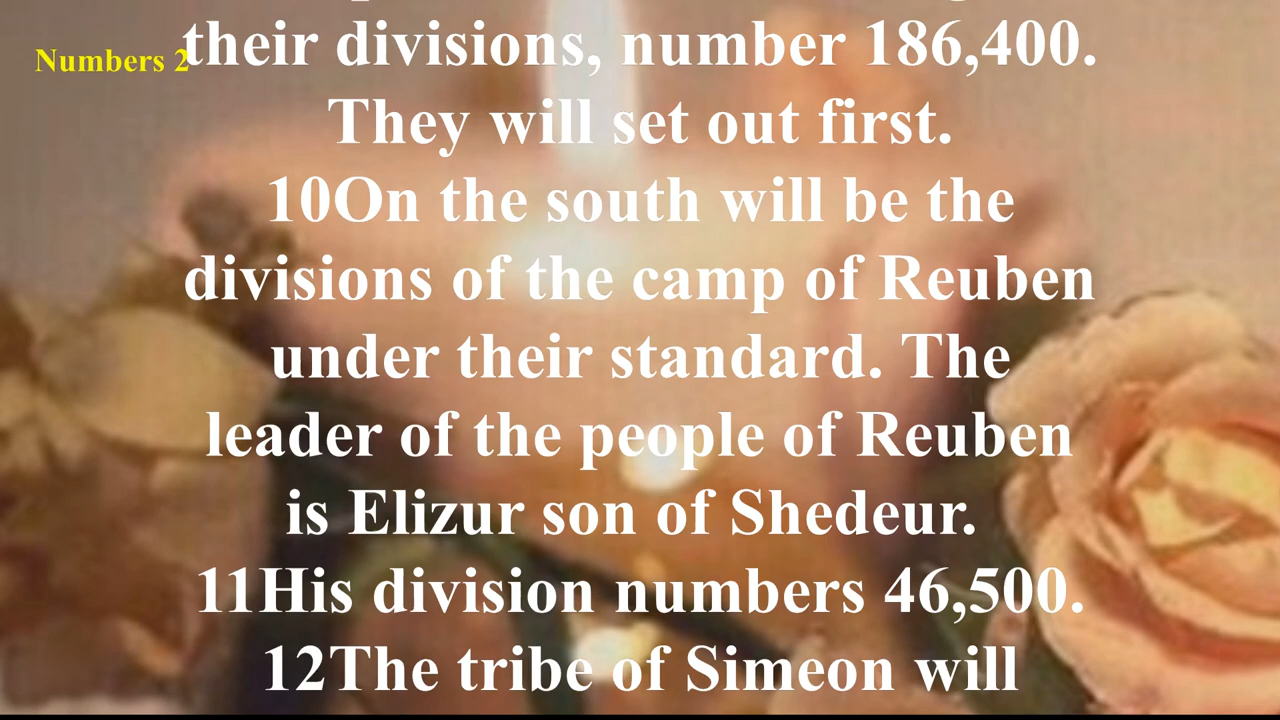 Numbers 2
their divisions, number 186,400.
They will set out first.
10On the south will be the
divisions of the camp of Reuben
under their standard. The
leader of the people of Reuben
is Elizur son of Shedeur.
11His division numbers 46,500.
12The tribe of Simeon will